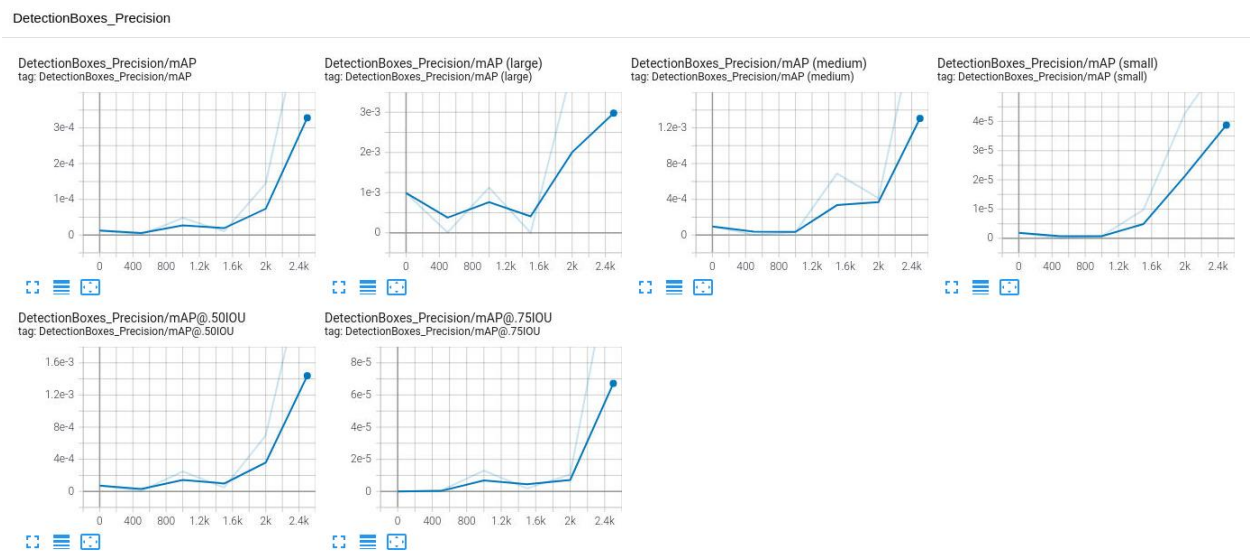 DetectionBoxes_Precision
DetectionBoxes_Precision/mAP
tag: DetectionBoxes_Precision/mAP
3e-4
2e-4
1e-4
0
0 400 800 1.2k 1.6k 2k 2.4k
DetectionBoxes_Precision/mAP (large)
tag: DetectionBoxes_Precision/mAP (large)
3e-3
2e-3
1e-3
0
0 400 800 1.2k 1.6k 2k 2.4k
DetectionBoxes_Precision/mAP (medium)
tag: DetectionBoxes_Precision/mAP (medium)
1.2e-3
8e-4
4e-4
0
0 400 800 1.2k 1.6k 2k 2.4k
DetectionBoxes_Precision/mAP (small)
tag: DetectionBoxes_Precision/mAP (small)
4e-5
3e-5
2e-5
1e-5
0
0 400 800 1.2k 1.6k 2k 2.4k
DetectionBoxes_Precision/mAP@.50IOU
tag: DetectionBoxes_Precision/mAP@.50IOU
1.6e-3
1.2e-3
8e-4
4e-4
0
0 400 800 1.2k 1.6k 2k 2.4k
DetectionBoxes_Precision/mAP@.75IOU
tag: DetectionBoxes_Precision/mAP@.75IOU
8e-5
6e-5
4e-5
2e-5
0
0 400 800 1.2k 1.6k 2k 2.4k